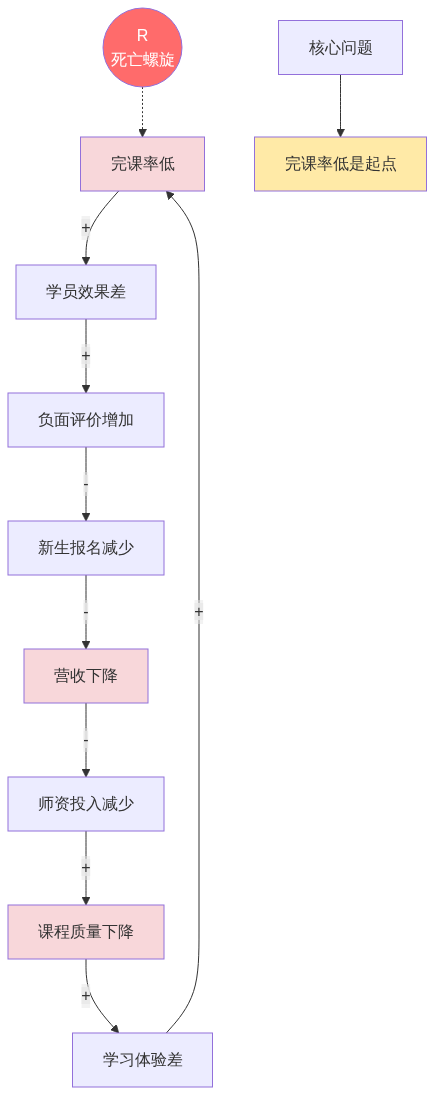 R
死亡螺旋
核心问题
完课率低
完课率低是起点
+
学员效果差
+
负面评价增加
-
新生报名减少
-
+
营收下降
-
师资投入减少
+
课程质量下降
+
学习体验差